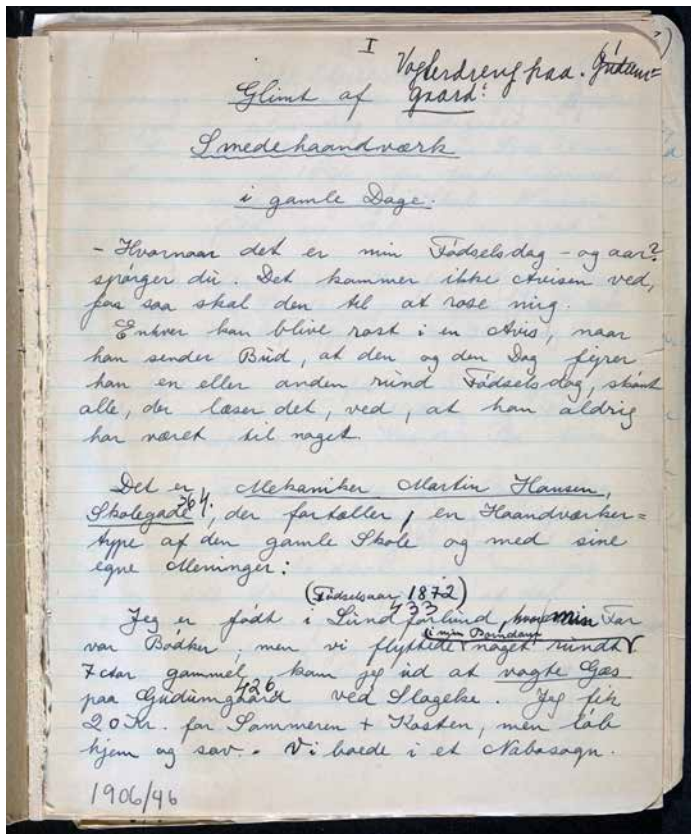 I
Vogterdreng paa Gudum=
gaard:
Glimt af
Smedehaandværk
i gamle Dage.
- Hvornaar det er min Fødselsdag - og aar?
spørger du. Det kommer ikke Avisen ved,
for saa skal den til at rose mig.
Enhver kan blive rost i en Avis, naar
han sender Bud, at den og den Dag fejrer
han en eller anden rund Fødselsdag, skønt
alle, der læser det, ved, at han aldrig
har været til noget.
Det er Mekaniker Martin Hansen,
Skolegade, der fortæller, en Haandværker=
type af den gamle Skole og med sine
egne Meninger:
(Fødselsaar 1872)
433
Jeg er født i Lundforlund, hvor min Far
i min Barndom
var Bødker, men vi flyttede noget rundt
7 Aar gammel kom jeg ud at vogte Gæs
426
paa Gudumgaard ved Slagelse. Jeg fik
20 Kr. for Sommeren + Kosten, men løb
hjem og sov. - Vi boede i et Nabosogn.
1906/46